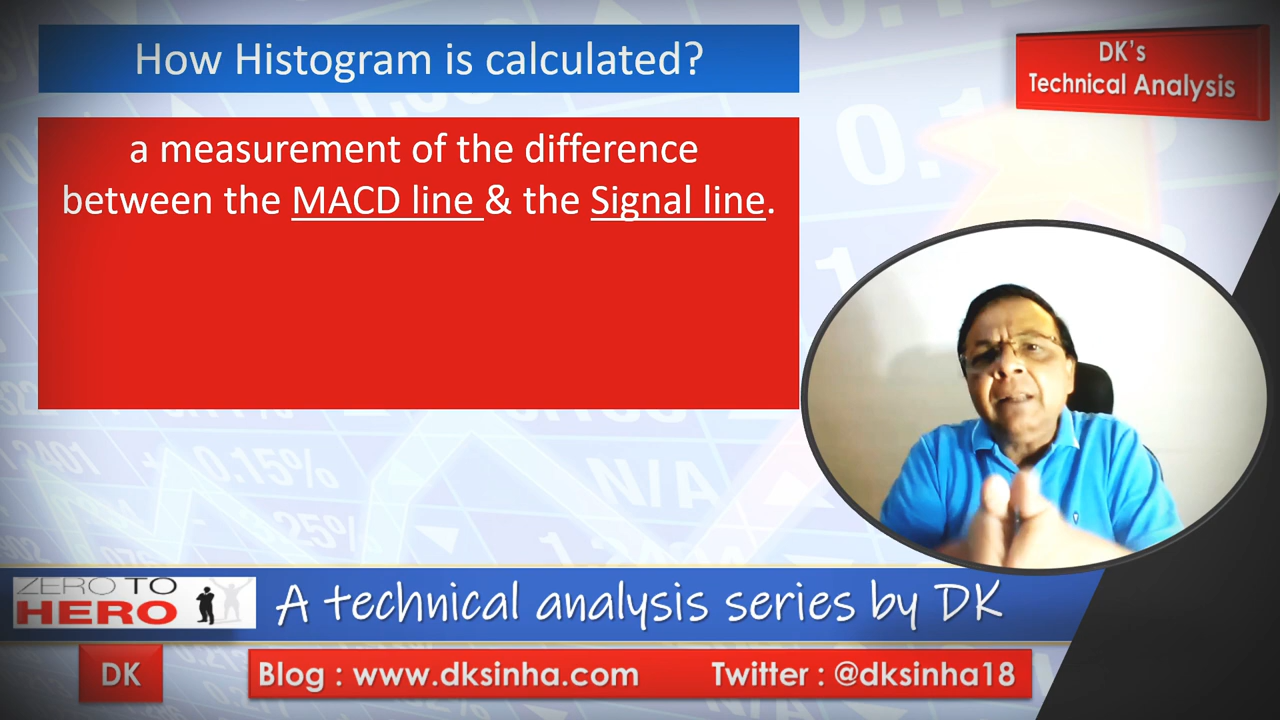 How Histogram is calculated?
DK's
Technical Analysis
a measurement of the difference
between the MACD line & the Signal line.
ZERO TO
HERO
A technical analysis series by DK
DK
Blog : www.dksinha.com
Twitter : @dksinha18